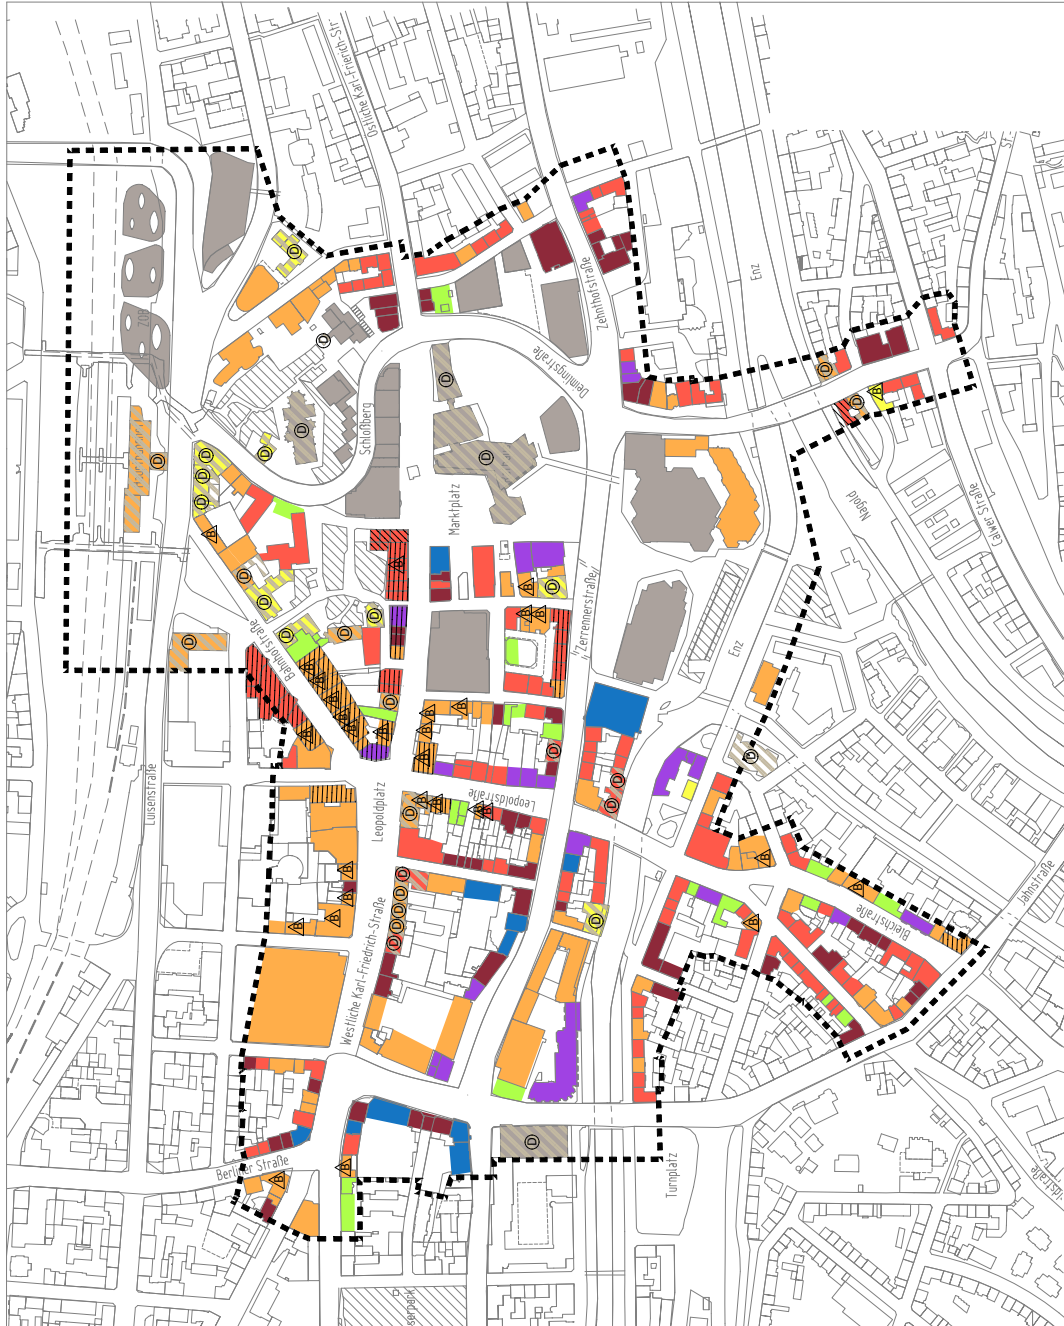 Östliche Karl-Friedrich-Str.
ZOB
Zehnthofstraße
Enz
Deimlingstraße
Schloßberg
Marktplatz
Nagold
Calwer Straße
Zerrennerstraße
Enz
Bahnhofstraße
Luisenstraße
Leopoldplatz
Leopoldstraße
Jahnstraße
Bleichstraße
Westliche Karl-Friedrich-Straße
Berliner Straße
Turnplatz
serpark
D
D
D
D
D
D
D
D
D
D
D
D
B
D
B
D
D
D
D
D
B
D
B
D
B
D
D
D
D
B
D
B
B
B
B
B
D
D
D
D
D
D
D
B
B
B
B
B
B
D
B
D